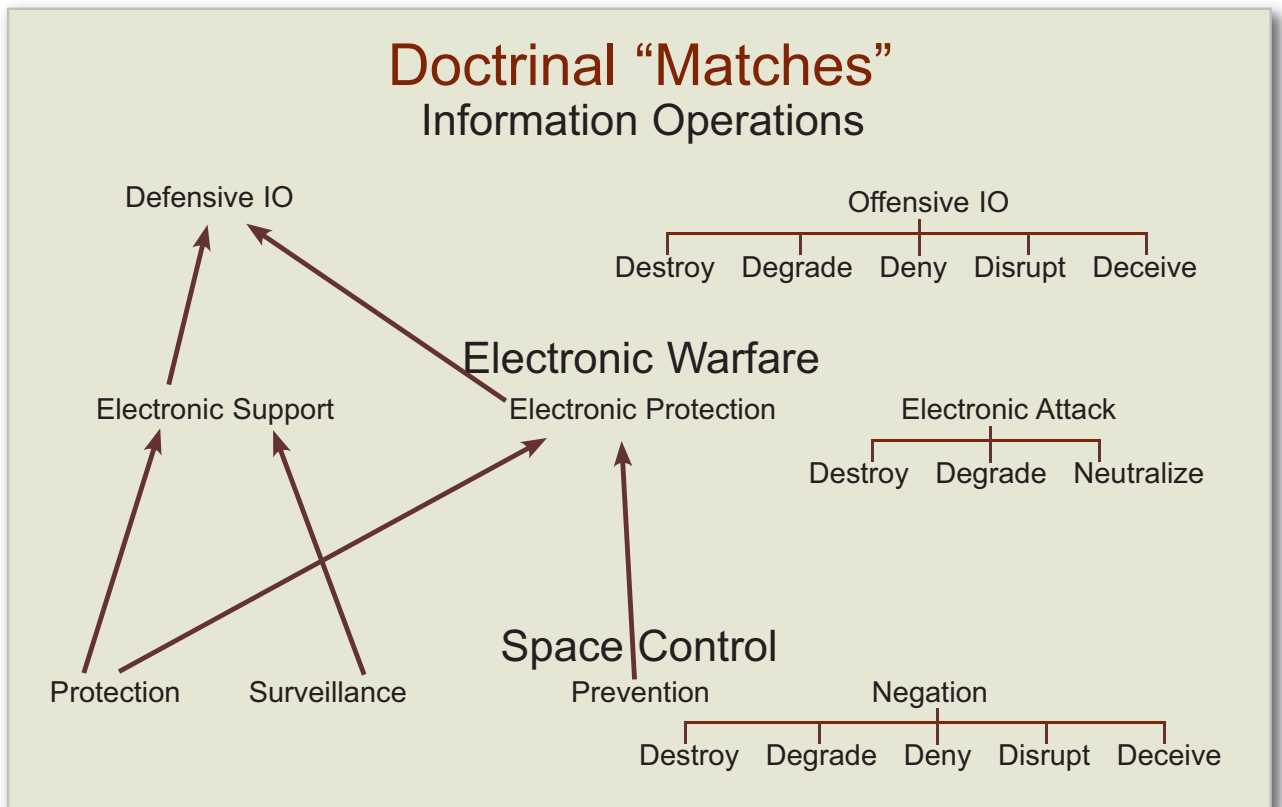 Doctrinal “Matches”
Information Operations
Defensive IO
Offensive IO
Destroy Degrade Deny Disrupt Deceive
Electronic Warfare
Electronic Support Electronic Protection Electronic Attack
Destroy Degrade Neutralize
Space Control
Protection Surveillance Prevention Negation
Destroy Degrade Deny Disrupt Deceive